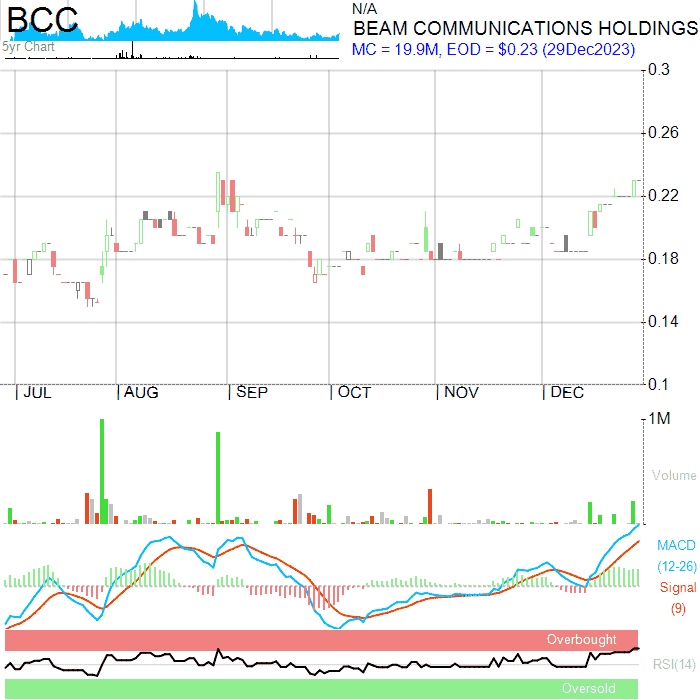 BCC
5yr Chart
N/A
BEAM COMMUNICATIONS HOLDINGS
MC = 19.9M, EOD = $0.23 (29Dec2023)
0.3
0.26
0.22
0.18
0.14
0.1
JUL AUG SEP OCT NOV DEC
1M
Volume
MACD
(12-26)
Signal
(9)
Overbought
RSI(14)
Oversold